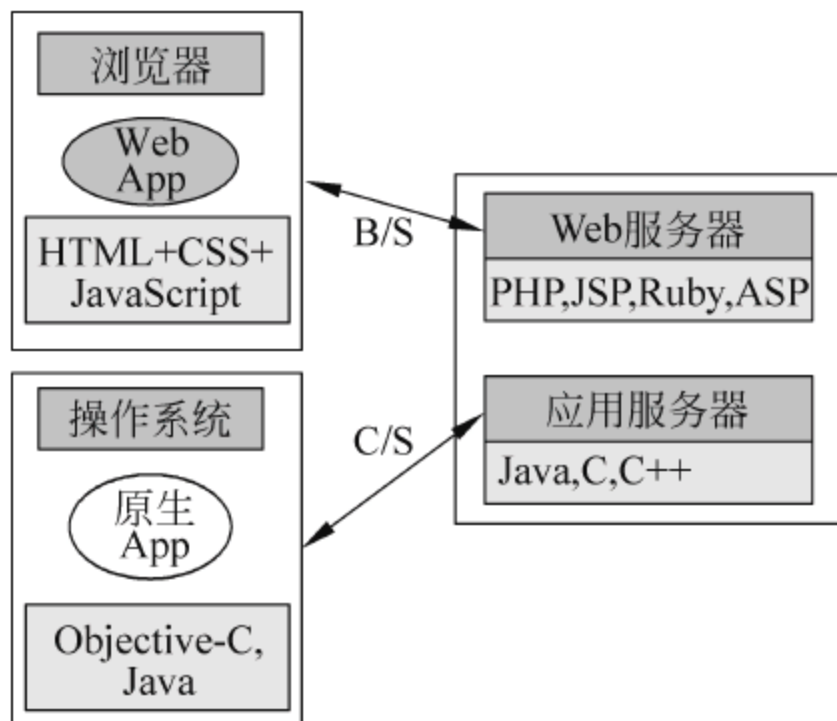 浏览器
Web
App
HTML+CSS+
JavaScript
B/S
Web服务器
PHP,JSP,Ruby,ASP
操作系统
原生
App
Objective-C,
Java
C/S
应用服务器
Java,C,C++